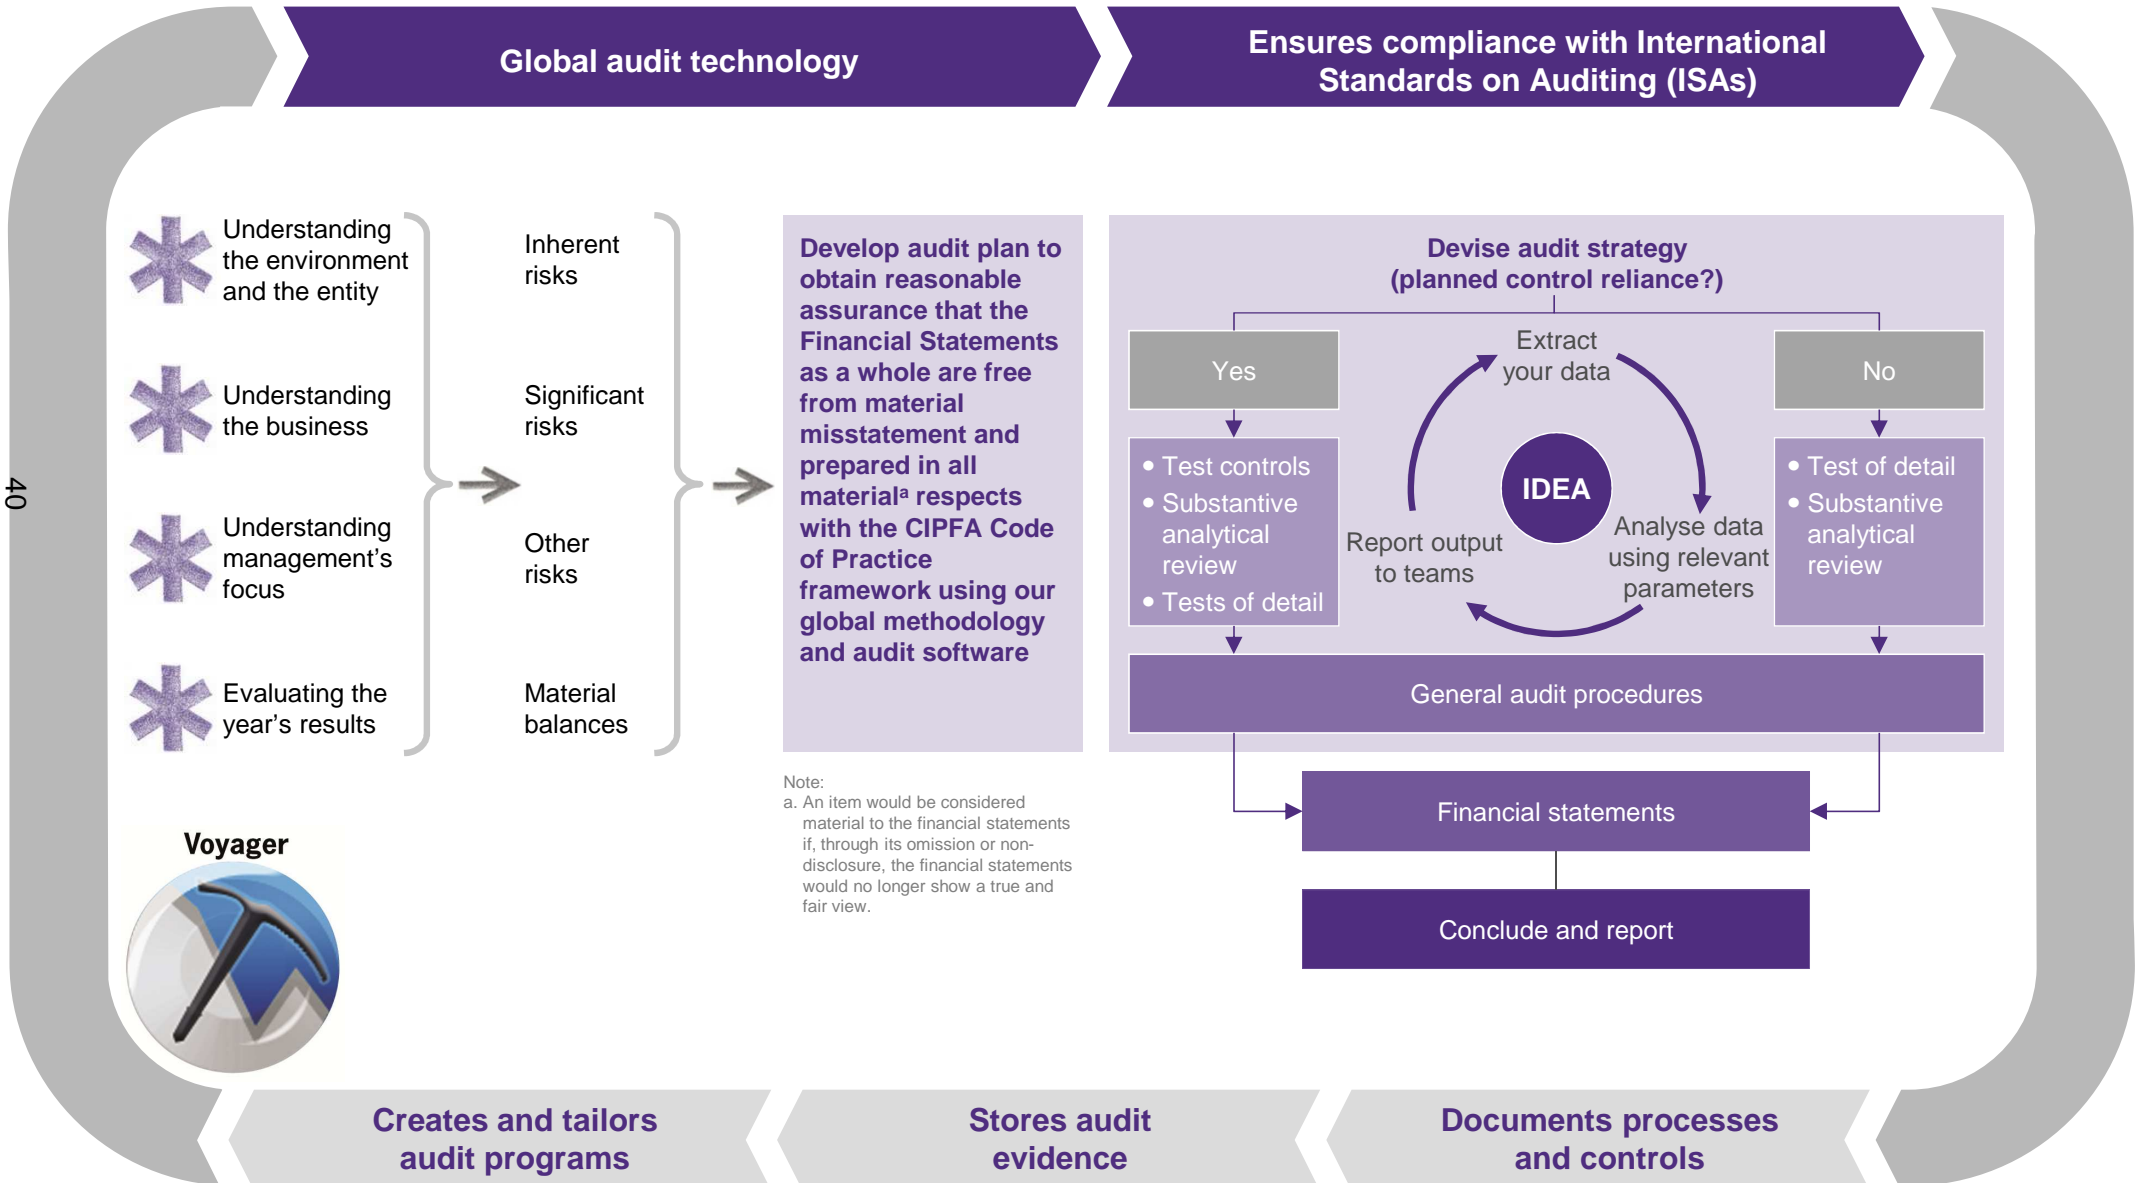 Global audit technology
Ensures compliance with International
Standards on Auditing (ISAs)
Understanding
the environment
and the entity
Understanding
the business
Understanding
management’s
focus
Evaluating the
year’s results
Inherent
risks
Significant
risks
Other
risks
Material
balances
Develop audit plan to
obtain reasonable
assurance that the
Financial Statements
as a whole are free
from material
misstatement and
prepared in all
materialᵃ respects
with the CIPFA Code
of Practice
framework using our
global methodology
and audit software
Note:
a. An item would be considered
material to the financial statements
if, through its omission or non-
disclosure, the financial statements
would no longer show a true and
fair view.
Devise audit strategy
(planned control reliance?)
Yes
• Test controls
• Substantive
analytical
review
• Tests of detail
Extract
your data
IDEA
Analyse data
using relevant
parameters
Report output
to teams
No
• Test of detail
• Substantive
analytical
review
General audit procedures
Financial statements
Conclude and report
Voyager
Creates and tailors
audit programs
Stores audit
evidence
Documents processes
and controls
40